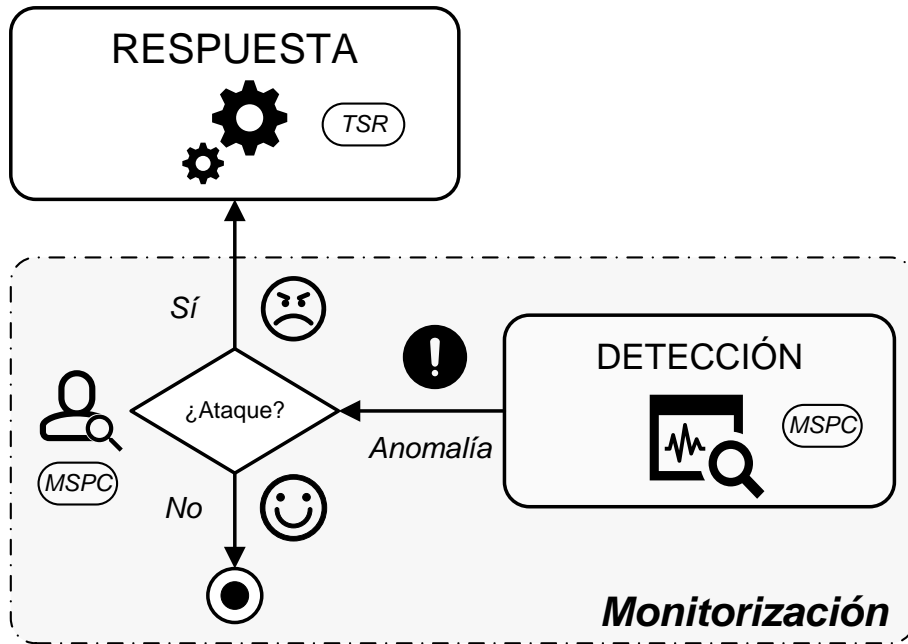 RESPUESTA
TSR
Sí
DETECCIÓN
¿Ataque?
MSPC
Anomalía
MSPC
No
Monitorización